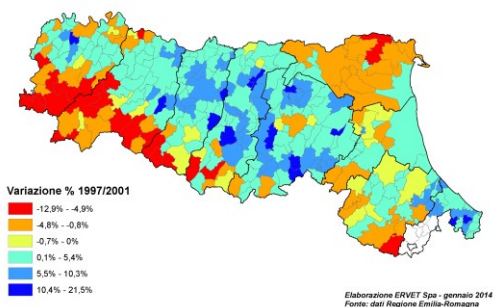 Variazione % 1997/2001
-12,9% - -4,9%
-4,8% - -0,8%
-0,7% - 0%
0,1% - 5,4%
5,5% - 10,3%
10,4% - 21,5%
Elaborazione ERVET Spa - gennaio 2014
Fonte: dati Regione Emilia-Romagna